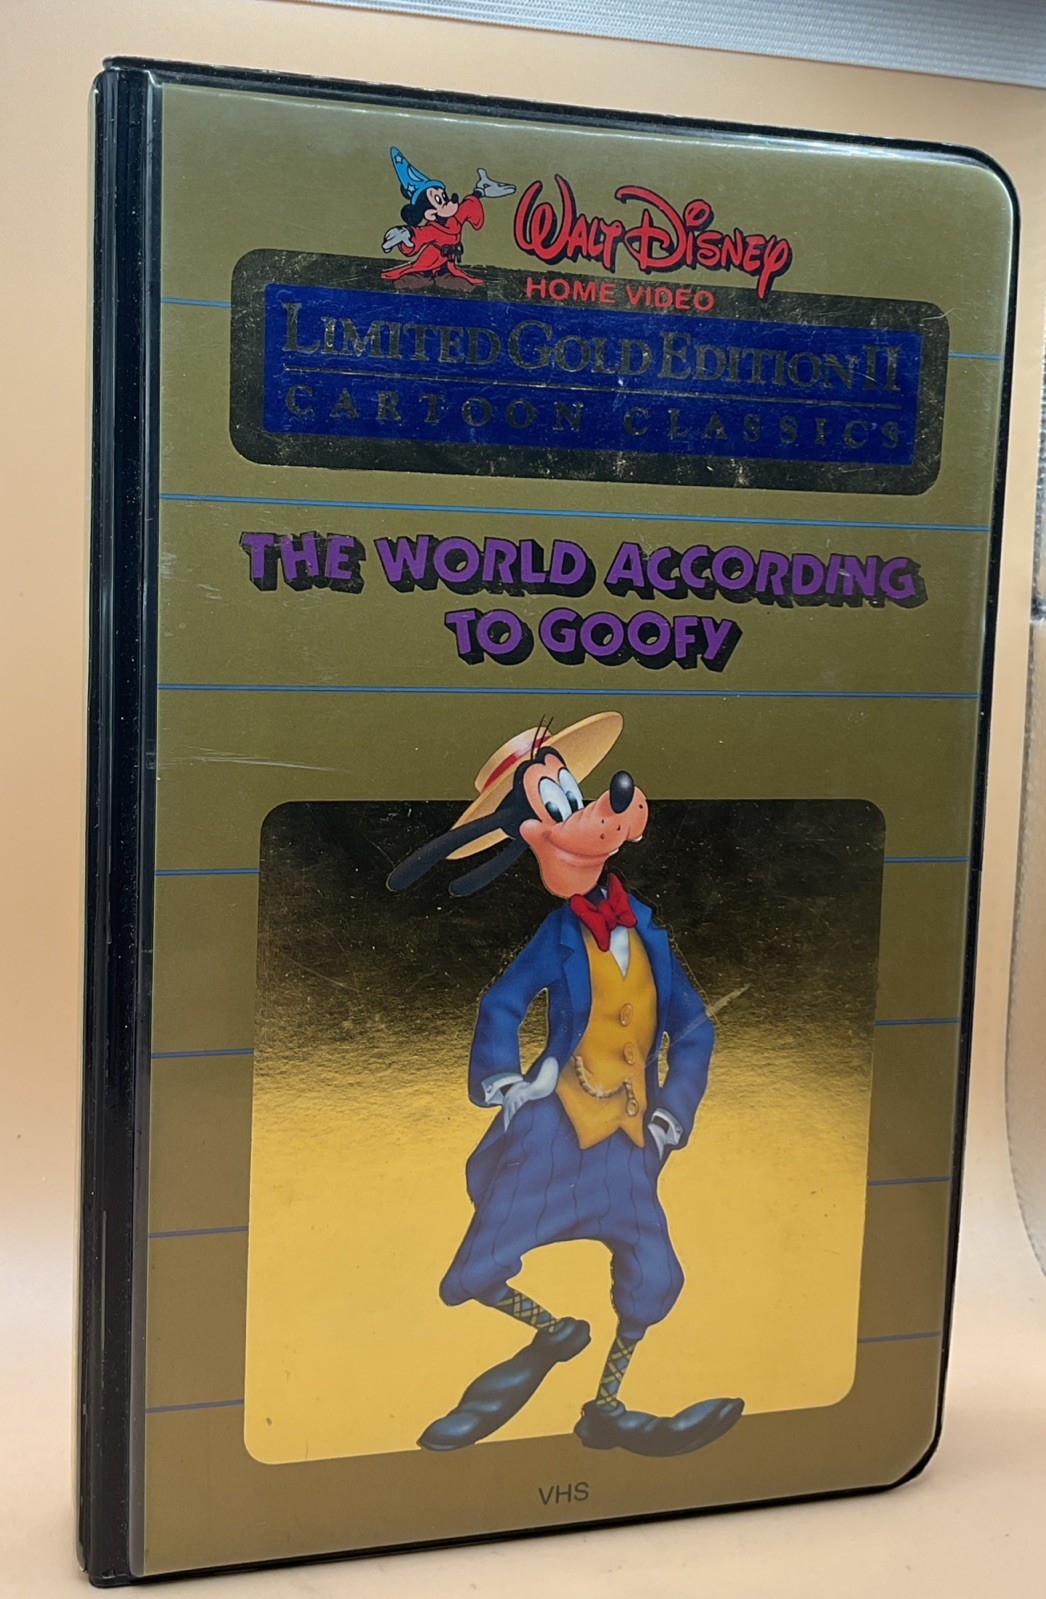 WALT DISNEY
HOME VIDEO
LIMITED GOLD EDITION II
CARTOON CLASSICS
THE WORLD ACCORDING
TO GOOFY
VHS